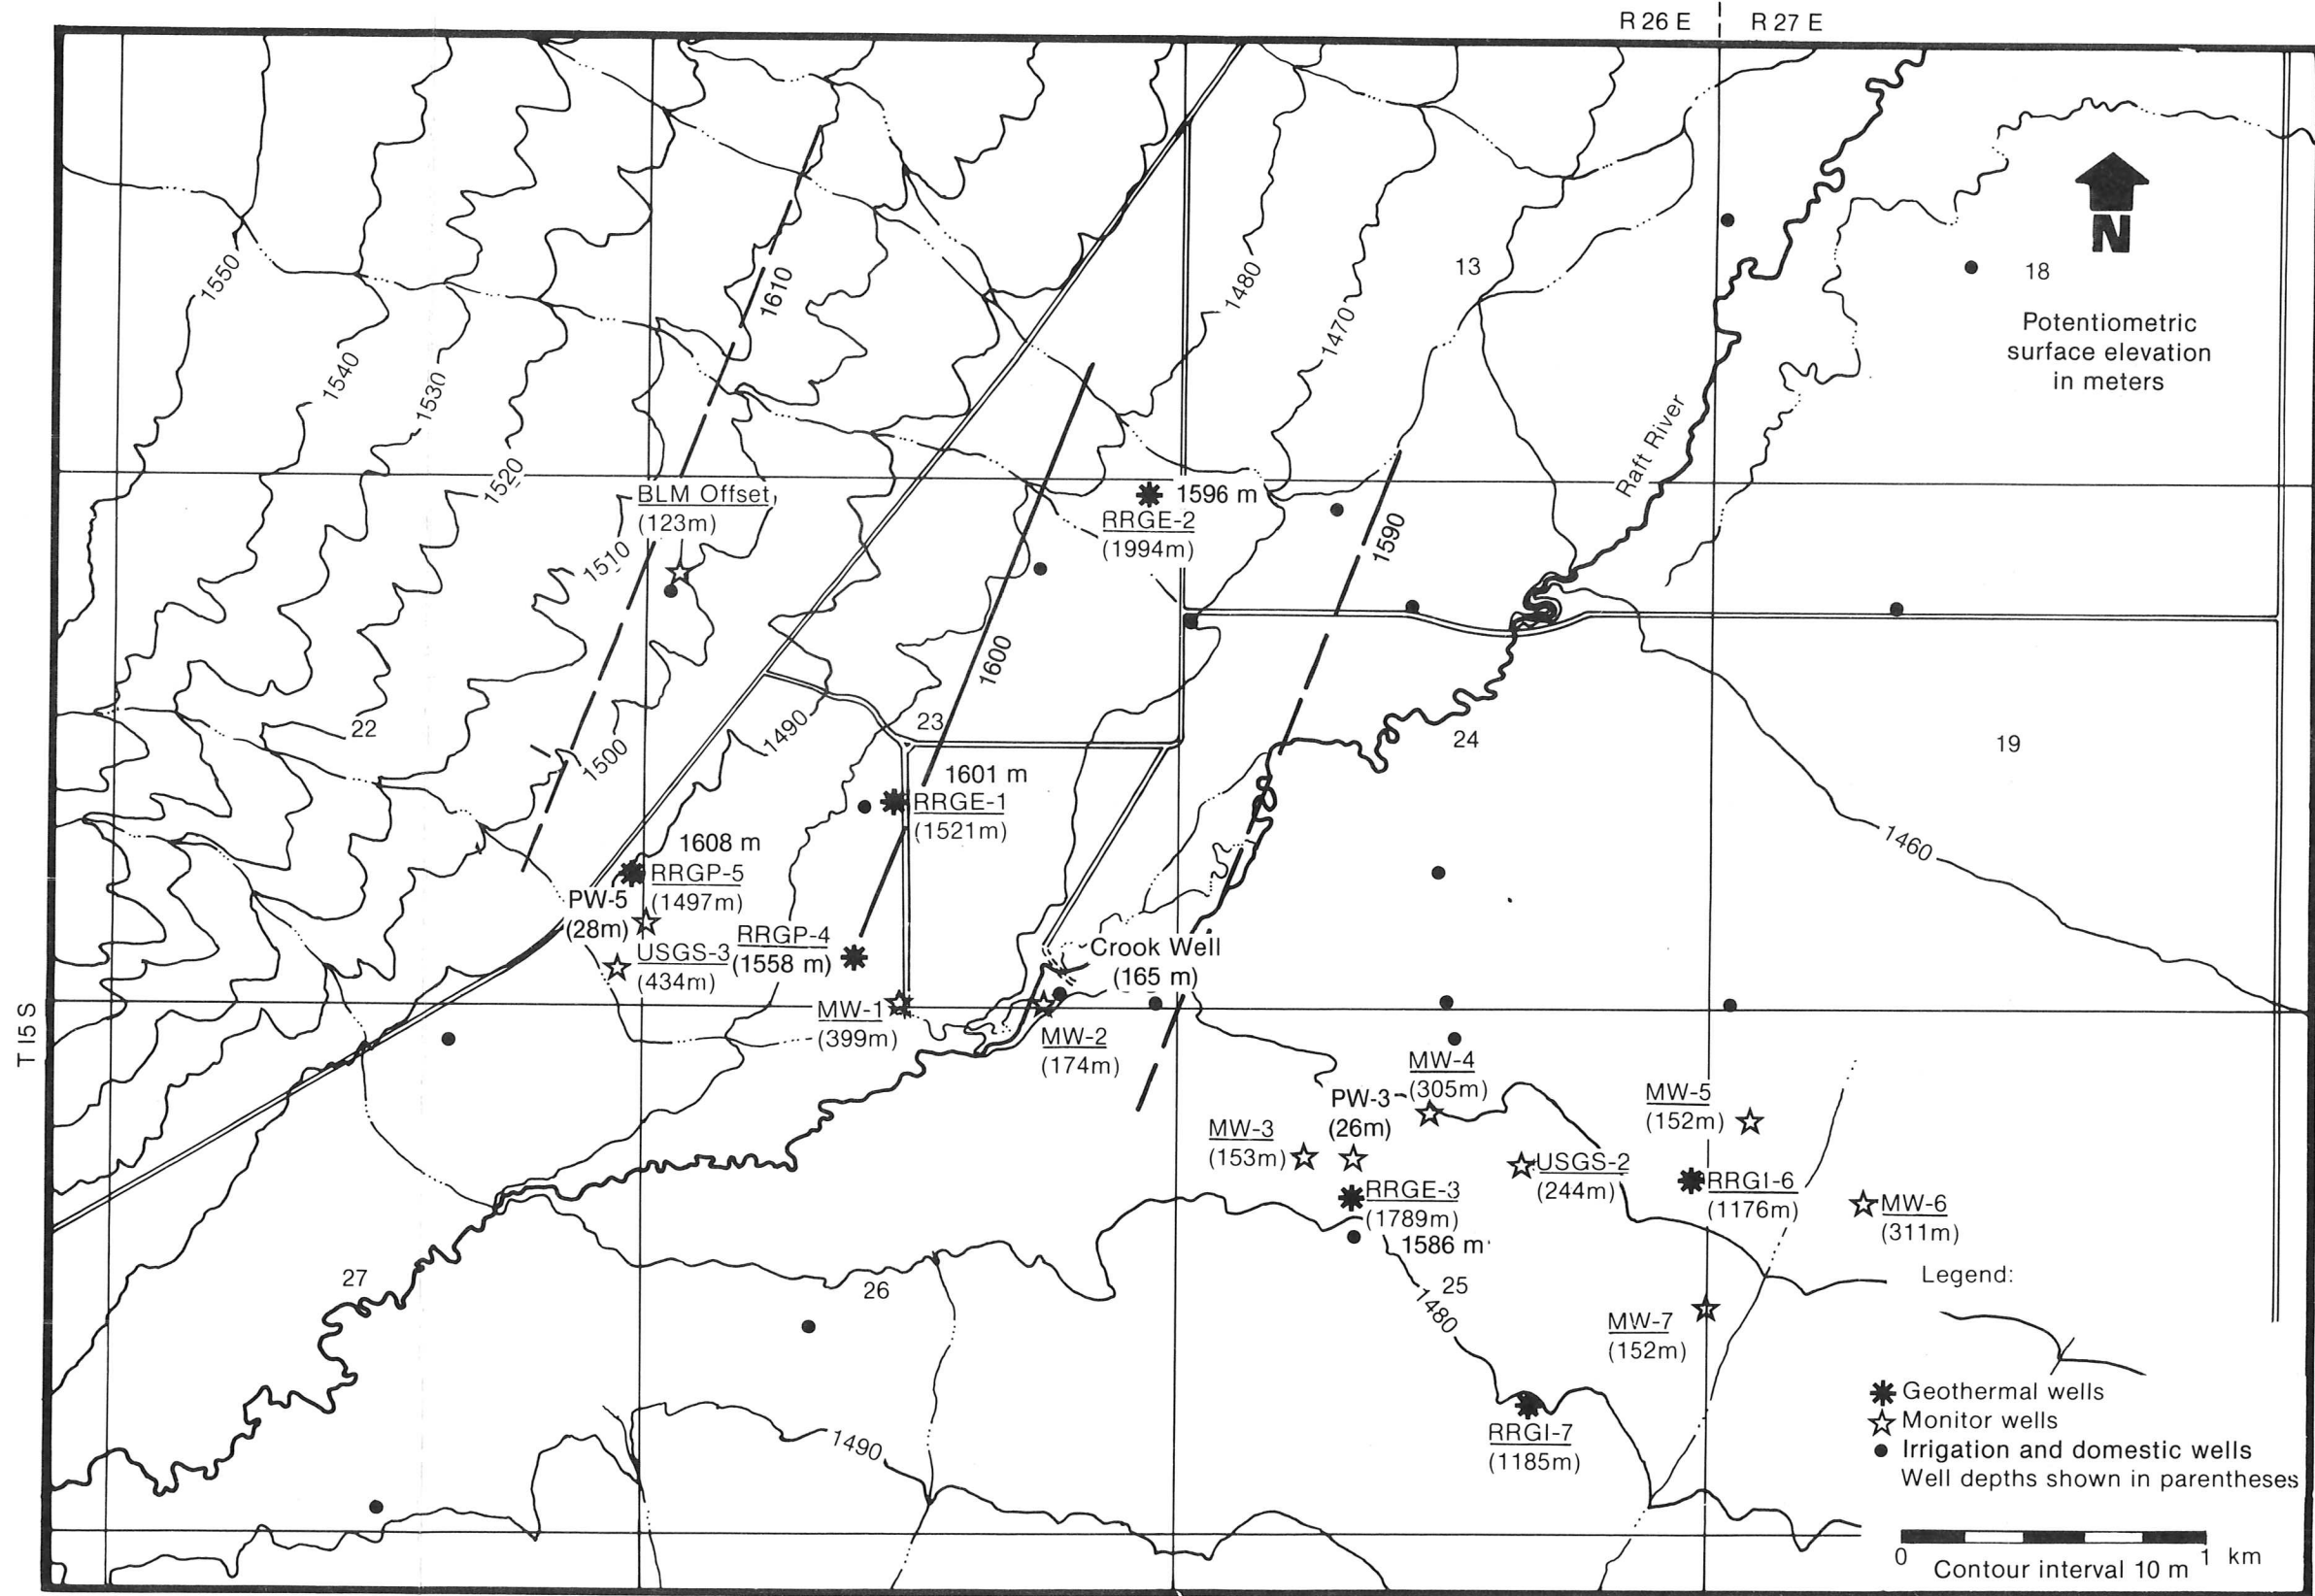 R 26 E
R 27 E
N
13
18
Potentiometric
surface elevation
in meters
1550
1540
1530
1520
1510
1500
1490
1610
1480
1470
1600
1590
Raft River
BLM Offset
(123m)
1596 m
RRGE-2
(1994m)
22
23
24
19
1601 m
RRGE-1
(1521m)
1608 m
RRGP-5
(1497m)
PW-5
(28m)
USGS-3
(434m)
RRGP-4
(1558 m)
Crook Well
(165 m)
1460
T 15 S
MW-1
(399m)
MW-2
(174m)
MW-4
(305m)
PW-3
(26m)
MW-3
(153m)
MW-5
(152m)
USGS-2
(244m)
RRGI-6
(1176m)
RRGE-3
(1789m)
1586 m
MW-6
(311m)
27
26
25
1480
MW-7
(152m)
1490
RRGI-7
(1185m)
Legend:
Geothermal wells
Monitor wells
Irrigation and domestic wells
Well depths shown in parentheses
0 1 km
Contour interval 10 m